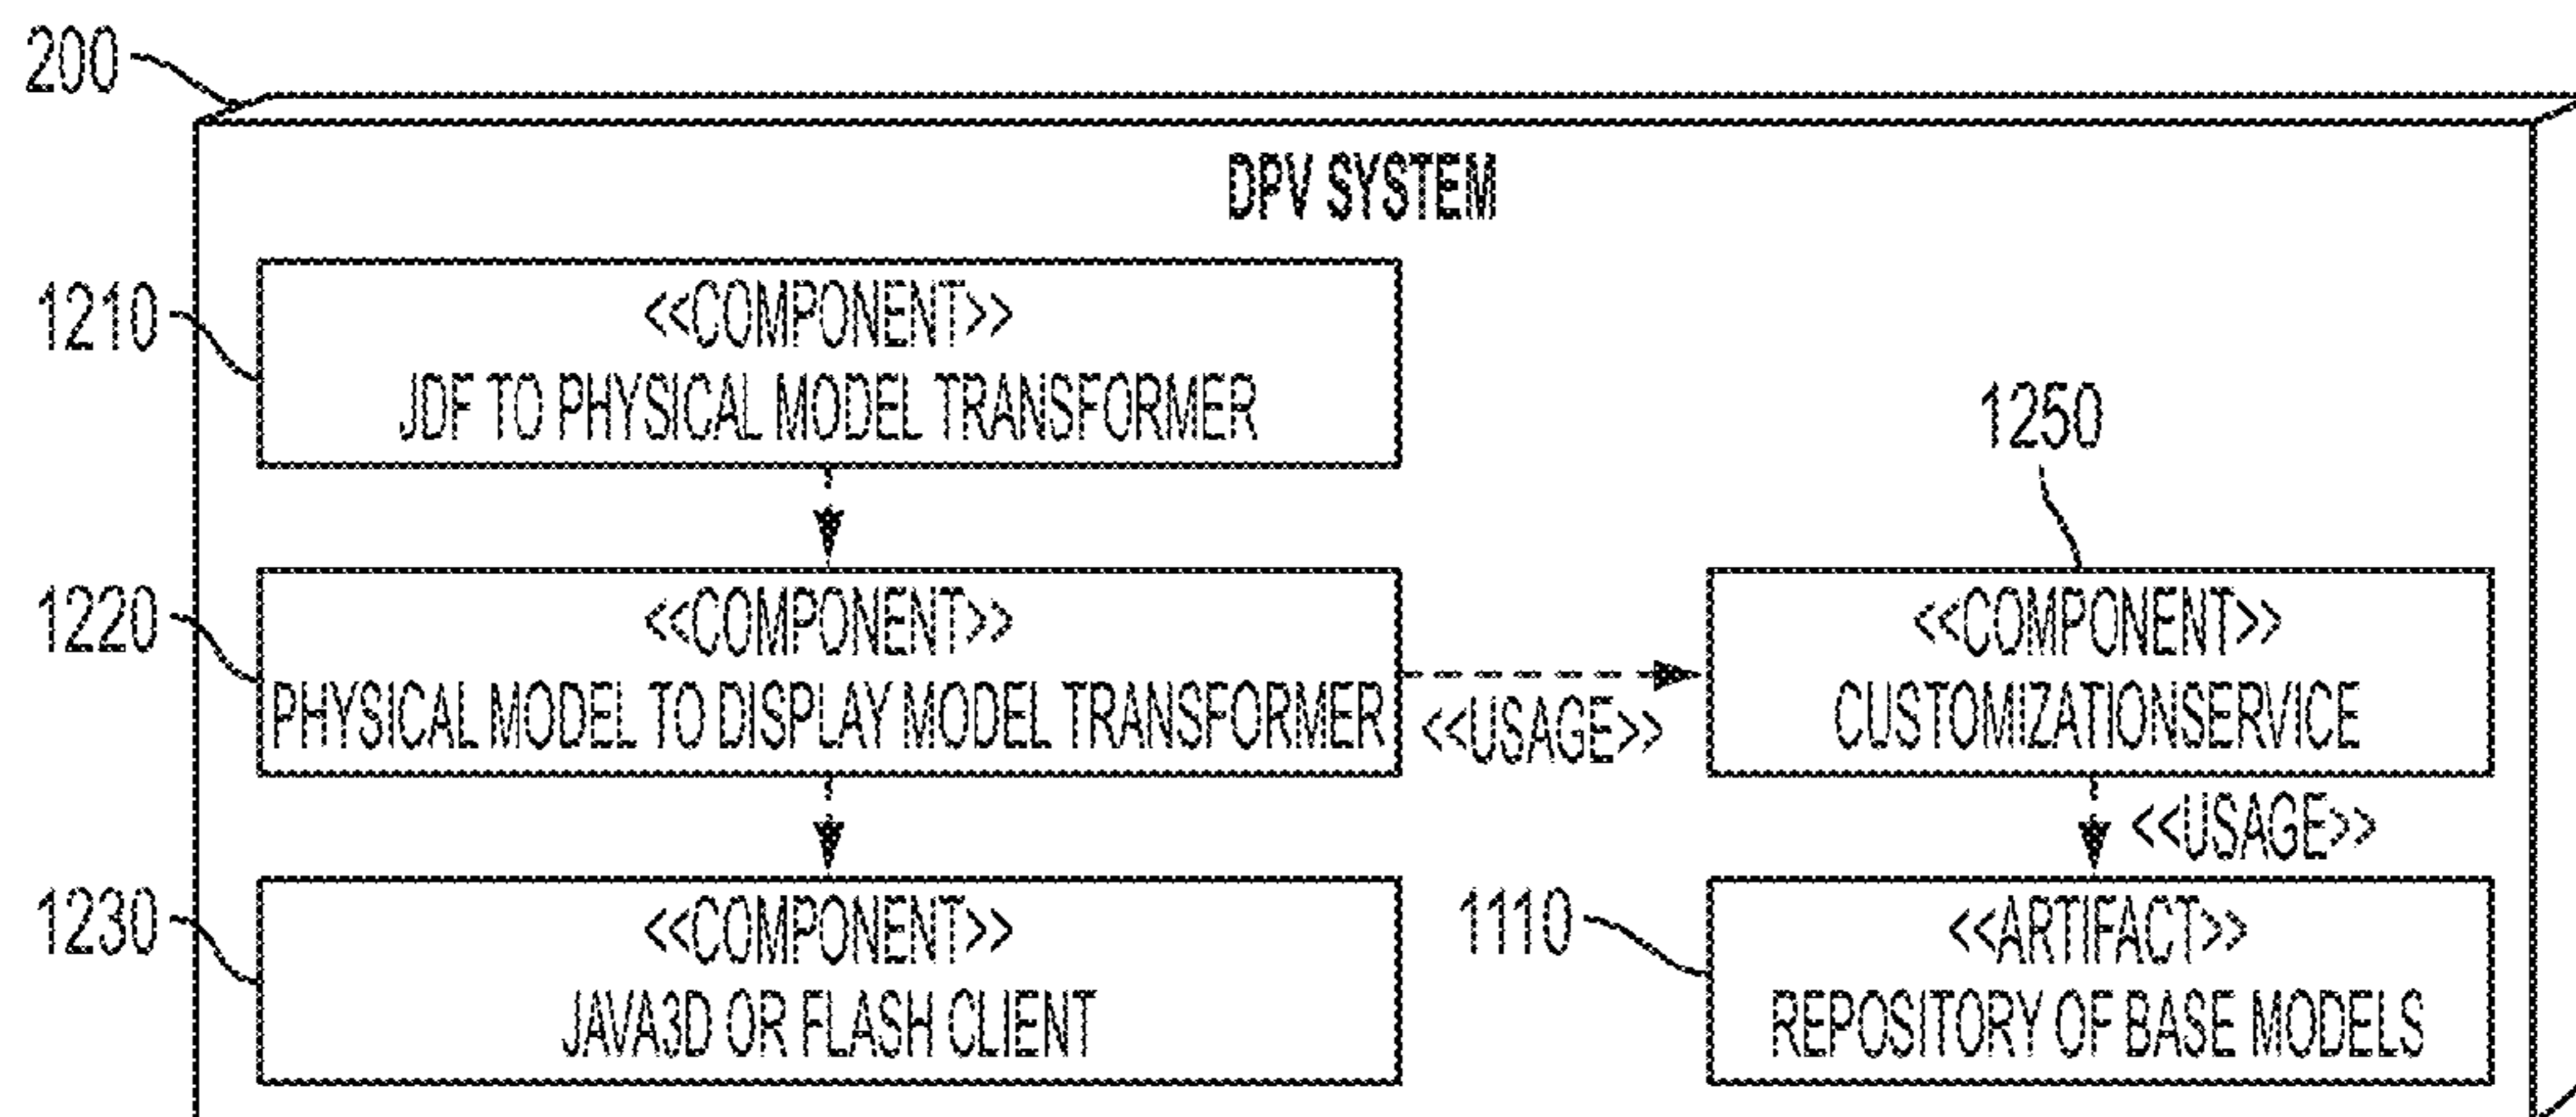 200
DPV SYSTEM
1210
<<COMPONENT>>
JDF TO PHYSICAL MODEL TRANSFORMER
1250
1220
<<COMPONENT>>
PHYSICAL MODEL TO DISPLAY MODEL TRANSFORMER
<<USAGE>>
<<COMPONENT>>
CUSTOMIZATIONSERVICE
<<USAGE>>
1230
<<COMPONENT>>
JAVA3D OR FLASH CLIENT
1110
<<ARTIFACT>>
REPOSITORY OF BASE MODELS